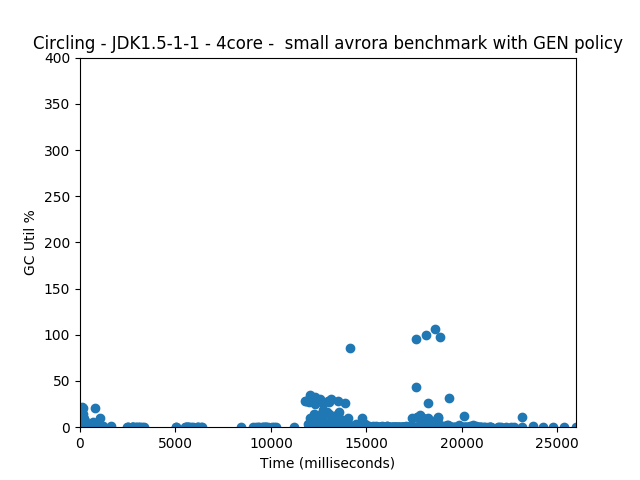 Circling - JDK1.5-1-1 - 4core -  small avrora benchmark with GEN policy
400
350
300
250
200
150
100
50
0
GC Util %
0 5000 10000 15000 20000 25000
Time (milliseconds)